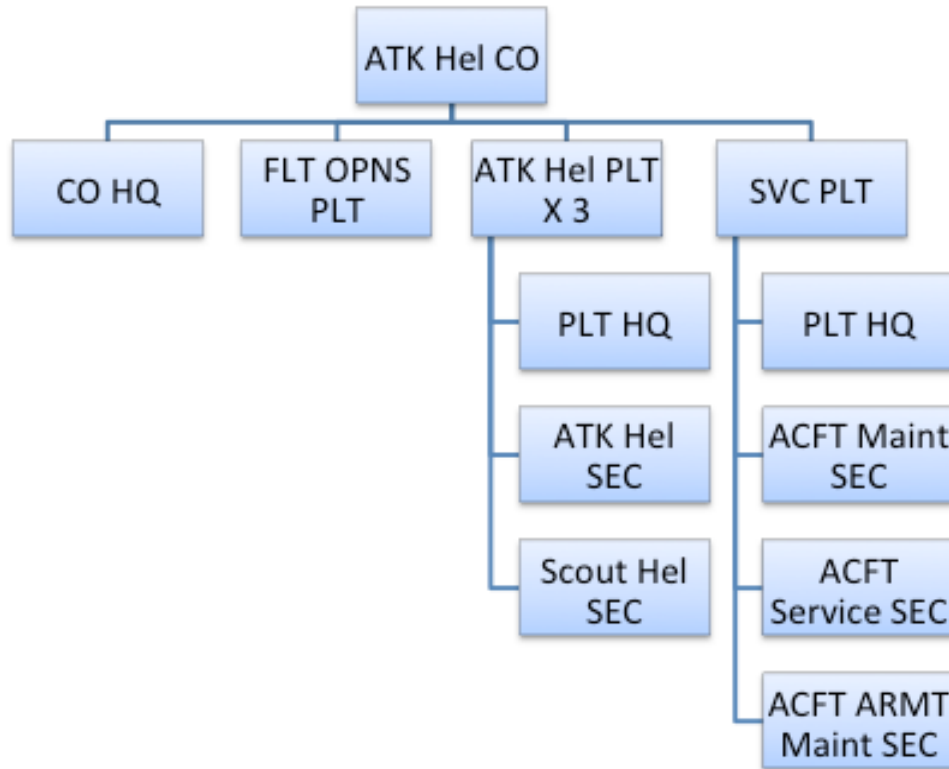 ATK Hel CO
CO HQ
FLT OPNS
PLT
ATK Hel PLT
X 3
SVC PLT
PLT HQ
ATK Hel
SEC
Scout Hel
SEC
PLT HQ
ACFT Maint
SEC
ACFT
Service SEC
ACFT ARMT
Maint SEC